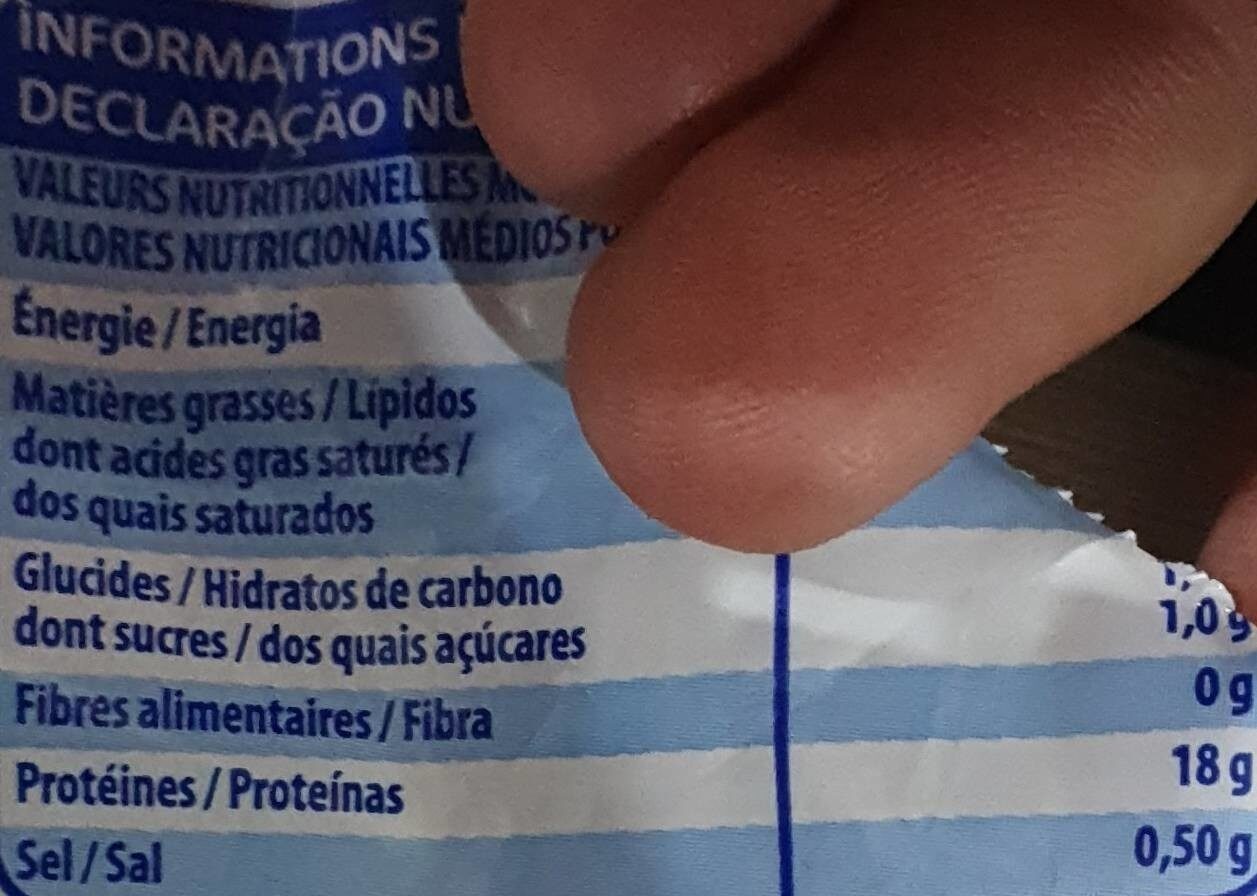 INFORMATIONS
DECLARAÇÃO
VALEURS NUTRITIONNELLES
VALORES NUTRICIONAIS MÉDIOS
Énergie / Energia
Matières grasses / Lípidos
dont acides gras saturés /
dos quais saturados
Glucides / Hidratos de carbono
dont sucres / dos quais açúcares 1,0 g
Fibres alimentaires / Fibra 0 g
Protéines / Proteínas 18 g
Sel / Sal 0,50 g